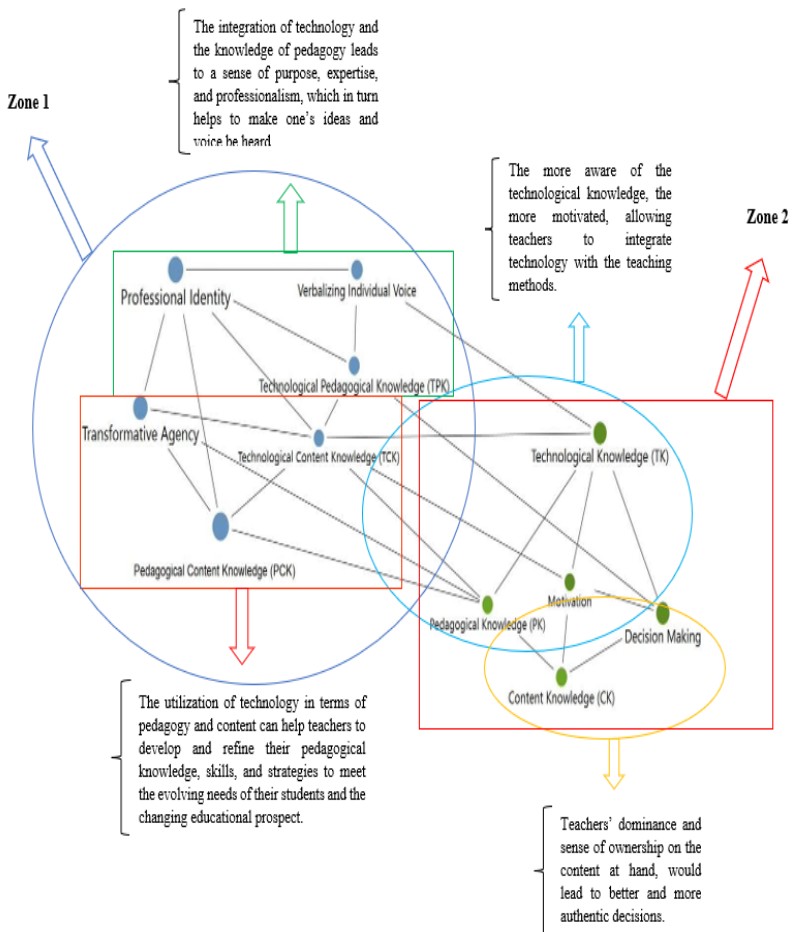 The integration of technology and
the knowledge of pedagogy leads
to a sense of purpose, expertise,
and professionalism, which in turn
helps to make one’s ideas and
voice be heard
Zone 1
The more aware of the
technological knowledge, the
more motivated, allowing
teachers to integrate
technology with the teaching
methods.
Zone 2
Professional Identity
Verbalizing Individual Voice
Technological Pedagogical Knowledge (TPK)
Transformative Agency
Technological Content Knowledge (TCK)
Technological Knowledge (TK)
Pedagogical Content Knowledge (PCK)
Motivation
Pedagogical Knowledge (PK)
Decision Making
Content Knowledge (CK)
The utilization of technology in terms of
pedagogy and content can help teachers to
develop and refine their pedagogical
knowledge, skills, and strategies to meet
the evolving needs of their students and the
changing educational prospect.
Teachers’ dominance and
sense of ownership on the
content at hand, would
lead to better and more
authentic decisions.